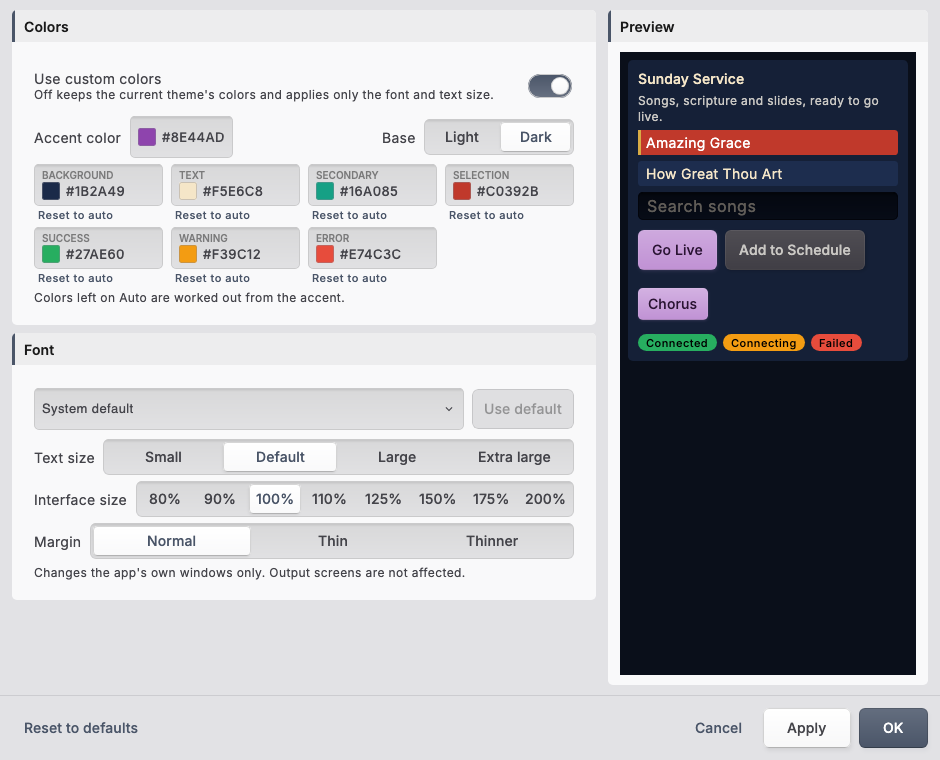 Colors
Use custom colors
Off keeps the current theme's colors and applies only the font and text size.
Accent color
#8E44AD
Base
Light
Dark
BACKGROUND
#1B2A49
Reset to auto
TEXT
#F5E6C8
Reset to auto
SECONDARY
#16A085
Reset to auto
SELECTION
#C0392B
Reset to auto
SUCCESS
#27AE60
Reset to auto
WARNING
#F39C12
Reset to auto
ERROR
#E74C3C
Reset to auto
Colors left on Auto are worked out from the accent.
Font
System default
Use default
Text size
Small
Default
Large
Extra large
Interface size
80%
90%
100%
110%
125%
150%
175%
200%
Margin
Normal
Thin
Thinner
Changes the app's own windows only. Output screens are not affected.
Preview
Sunday Service
Songs, scripture and slides, ready to go
live.
Amazing Grace
How Great Thou Art
Search songs
Go Live
Add to Schedule
Chorus
Connected
Connecting
Failed
Reset to defaults
Cancel
Apply
OK